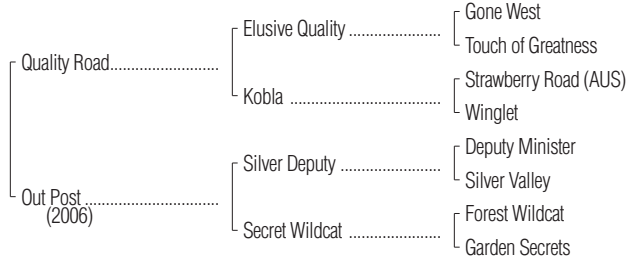 Gone West
Elusive Quality ......................
Touch of Greatness
Quality Road..........................
Strawberry Road (AUS)
Kobla ....................................
Winglet
Deputy Minister
Silver Deputy ........................
Silver Valley
Out Post ................................
(2006)
Forest Wildcat
Secret Wildcat ......................
Garden Secrets